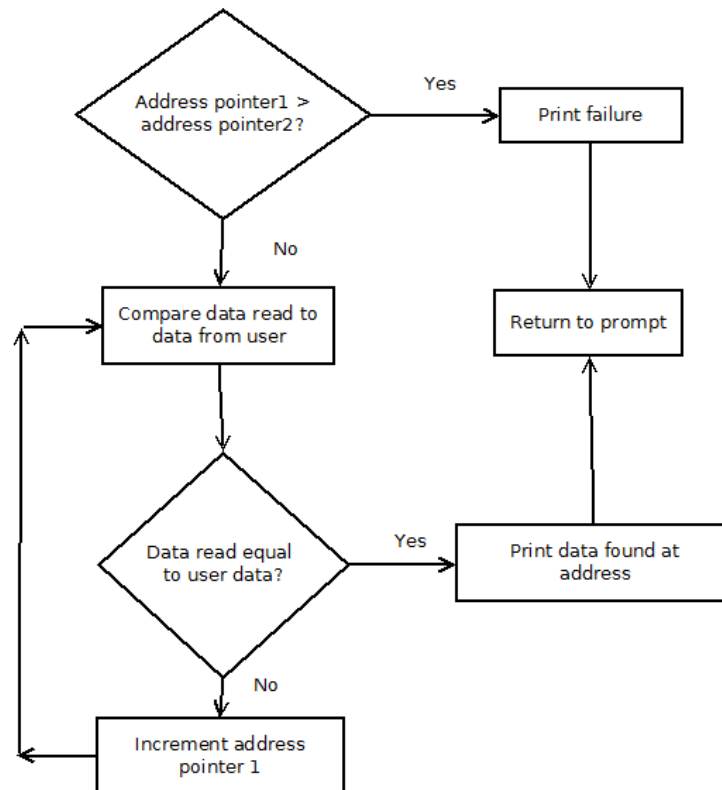 Yes
Address pointer1 >
address pointer2?
Print failure
No
Compare data read to
data from user
Return to prompt
Yes
Data read equal
to user data?
Print data found at
address
No
Increment address
pointer 1